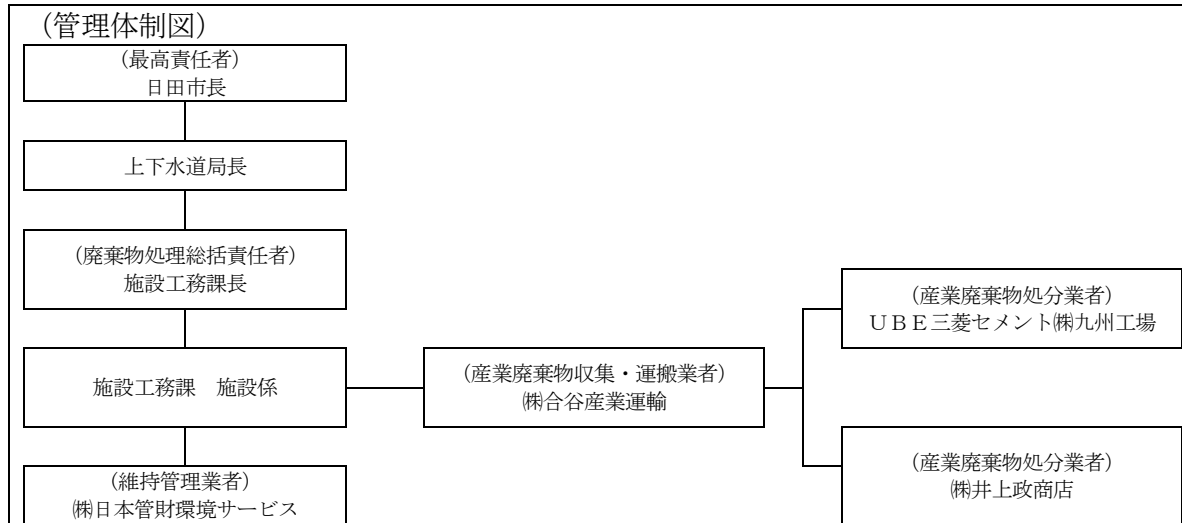 (管理体制図)
(最高責任者)
日田市長
上下水道局長
(廃棄物処理総括責任者)
施設工務課長
施設工務課　施設係
(維持管理業者)
㈱日本管財環境サービス
(産業廃棄物収集・運搬業者)
㈱合谷産業運輸
(産業廃棄物処分業者)
ＵＢＥ三菱セメント㈱九州工場
(産業廃棄物処分業者)
㈱井上政商店